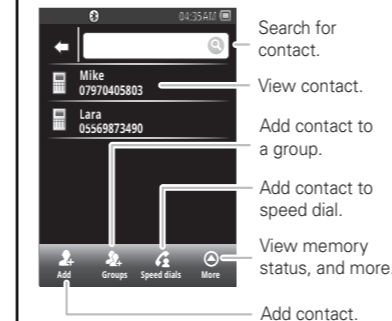 04:35AM
Search for
contact.
Mike
07970405803
View contact.
Lara
05569873490
Add contact to
a group.
Add contact to
speed dial.
View memory
status, and more
Add
Groups
Speed dials
More
Add contact.